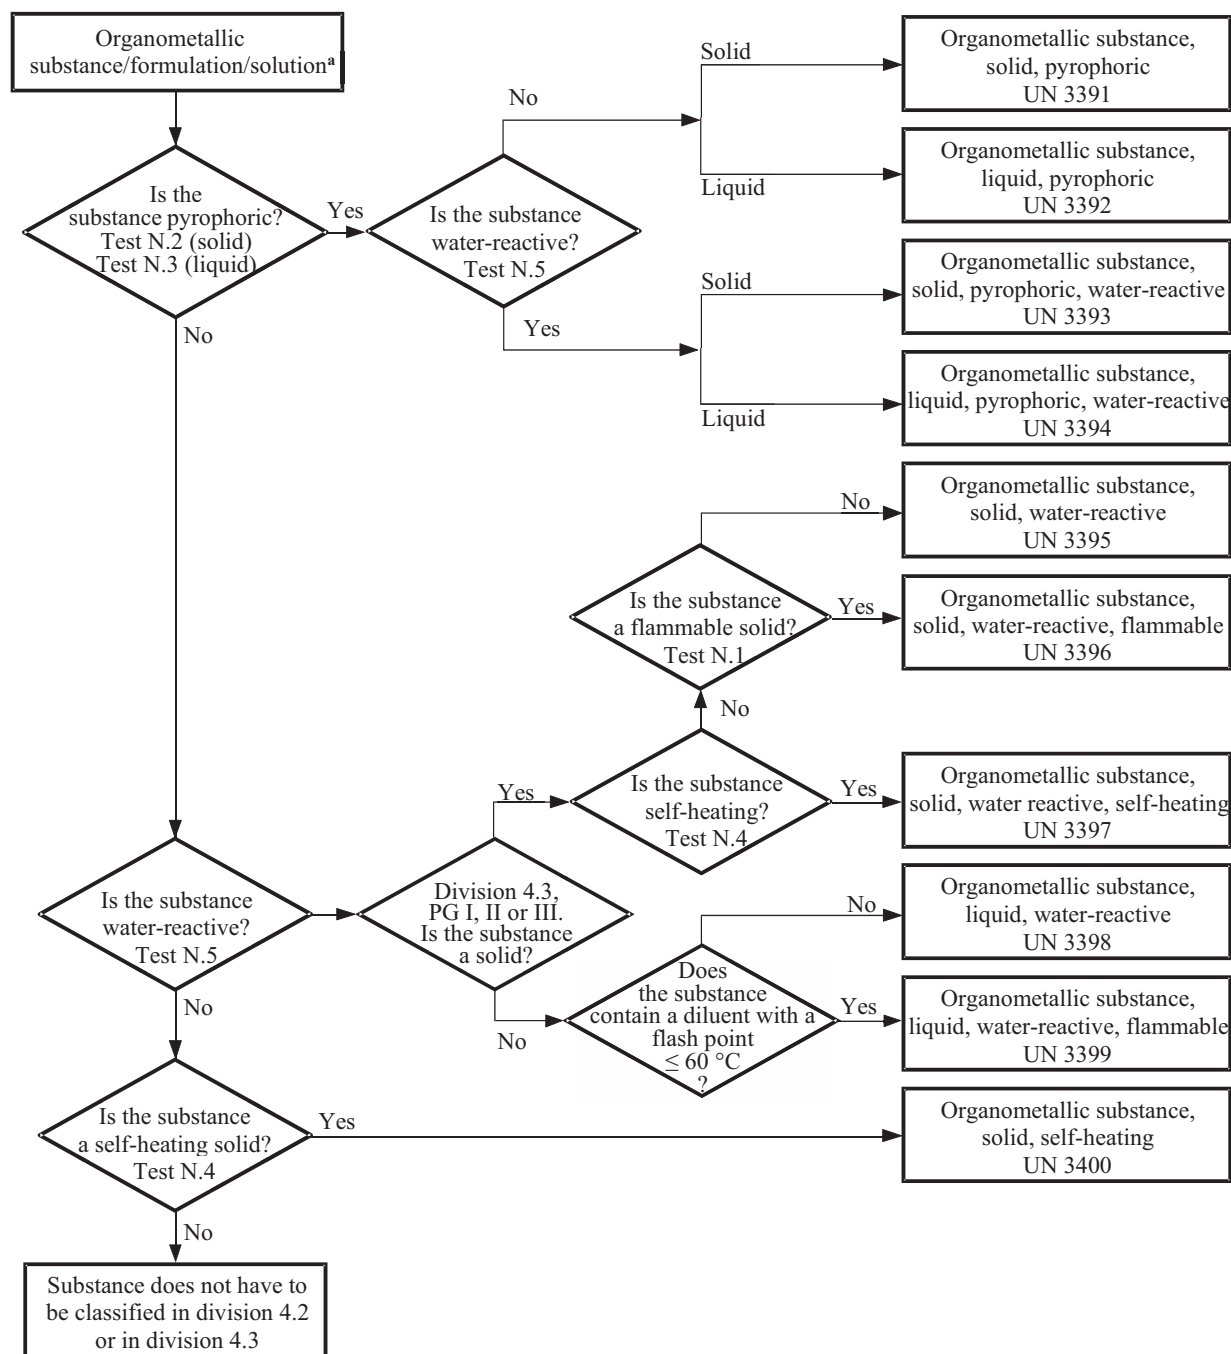 Organometallic
substance/formulation/solutionᵃ
Is the
substance pyrophoric?
Test N.2 (solid)
Test N.3 (liquid)
Yes
No
Is the substance
water-reactive?
Test N.5
No
Yes
Solid
Liquid
Solid
Liquid
Organometallic substance,
solid, pyrophoric
UN 3391
Organometallic substance,
liquid, pyrophoric
UN 3392
Organometallic substance,
solid, pyrophoric, water-reactive
UN 3393
Organometallic substance,
liquid, pyrophoric, water-reactive
UN 3394
No
Organometallic substance,
solid, water-reactive
UN 3395
Is the substance
a flammable solid?
Test N.1
Yes
Organometallic substance,
solid, water-reactive, flammable
UN 3396
No
Is the substance
self-heating?
Test N.4
Yes
Yes
Organometallic substance,
solid, water reactive, self-heating
UN 3397
Is the substance
water-reactive?
Test N.5
No
Division 4.3,
PG I, II or III.
Is the substance
a solid?
No
No
Organometallic substance,
liquid, water-reactive
UN 3398
Does
the substance
contain a diluent with a
flash point
≤ 60 °C
?
Yes
Organometallic substance,
liquid, water-reactive, flammable
UN 3399
Is the substance
a self-heating solid?
Test N.4
Yes
Organometallic substance,
solid, self-heating
UN 3400
No
Substance does not have to
be classified in division 4.2
or in division 4.3